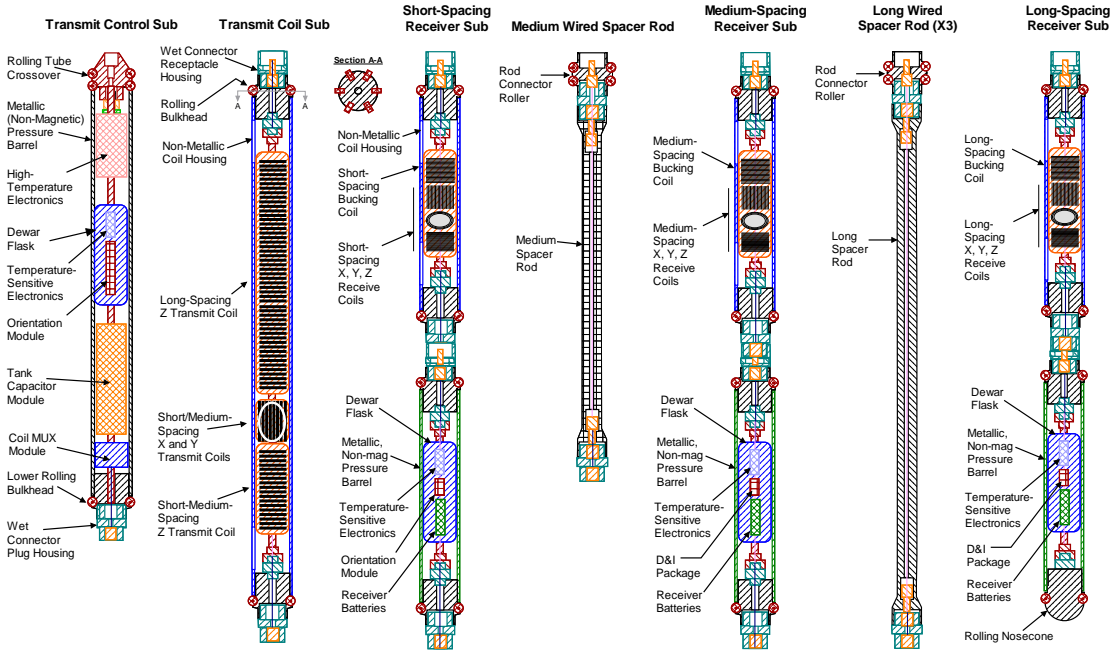 Transmit Control Sub
Rolling Tube
Crossover
Metallic
(Non-Magnetic)
Pressure
Barrel
High-
Temperature
Electronics
Dewar
Flask
Temperature-
Sensitive
Electronics
Orientation
Module
Tank
Capacitor
Module
Coil MUX
Module
Lower Rolling
Bulkhead
Wet
Connector
Plug Housing
Transmit Coil Sub
Wet Connector
Receptacle
Housing
Rolling
Bulkhead
A
A
Non-Metallic
Coil Housing
Long-Spacing
Z Transmit Coil
Short/Medium-
Spacing
X and Y
Transmit Coils
Short-Medium-
Spacing
Z Transmit Coil
Section A-A
Short-Spacing
Receiver Sub
Non-Metallic
Coil Housing
Short-
Spacing
Bucking
Coil
Short-
Spacing
X, Y, Z
Receive
Coils
Dewar
Flask
Metallic,
Non-mag
Pressure
Barrel
Temperature-
Sensitive
Electronics
Orientation
Module
Receiver
Batteries
Medium Wired Spacer Rod
Rod
Connector
Roller
Medium
Spacer
Rod
Medium-Spacing
Receiver Sub
Medium-
Spacing
Bucking
Coil
Medium-
Spacing
X, Y, Z
Receive
Coils
Dewar
Flask
Metallic,
Non-mag
Pressure
Barrel
Temperature-
Sensitive
Electronics
D&I
Package
Receiver
Batteries
Long Wired
Spacer Rod (X3)
Rod
Connector
Roller
Long
Spacer
Rod
Long-Spacing
Receiver Sub
Long-
Spacing
Bucking
Coil
Long-
Spacing
X, Y, Z
Receive
Coils
Dewar
Flask
Metallic,
Non-mag
Pressure
Barrel
Temperature-
Sensitive
Electronics
D&I
Package
Receiver
Batteries
Rolling Nosecone